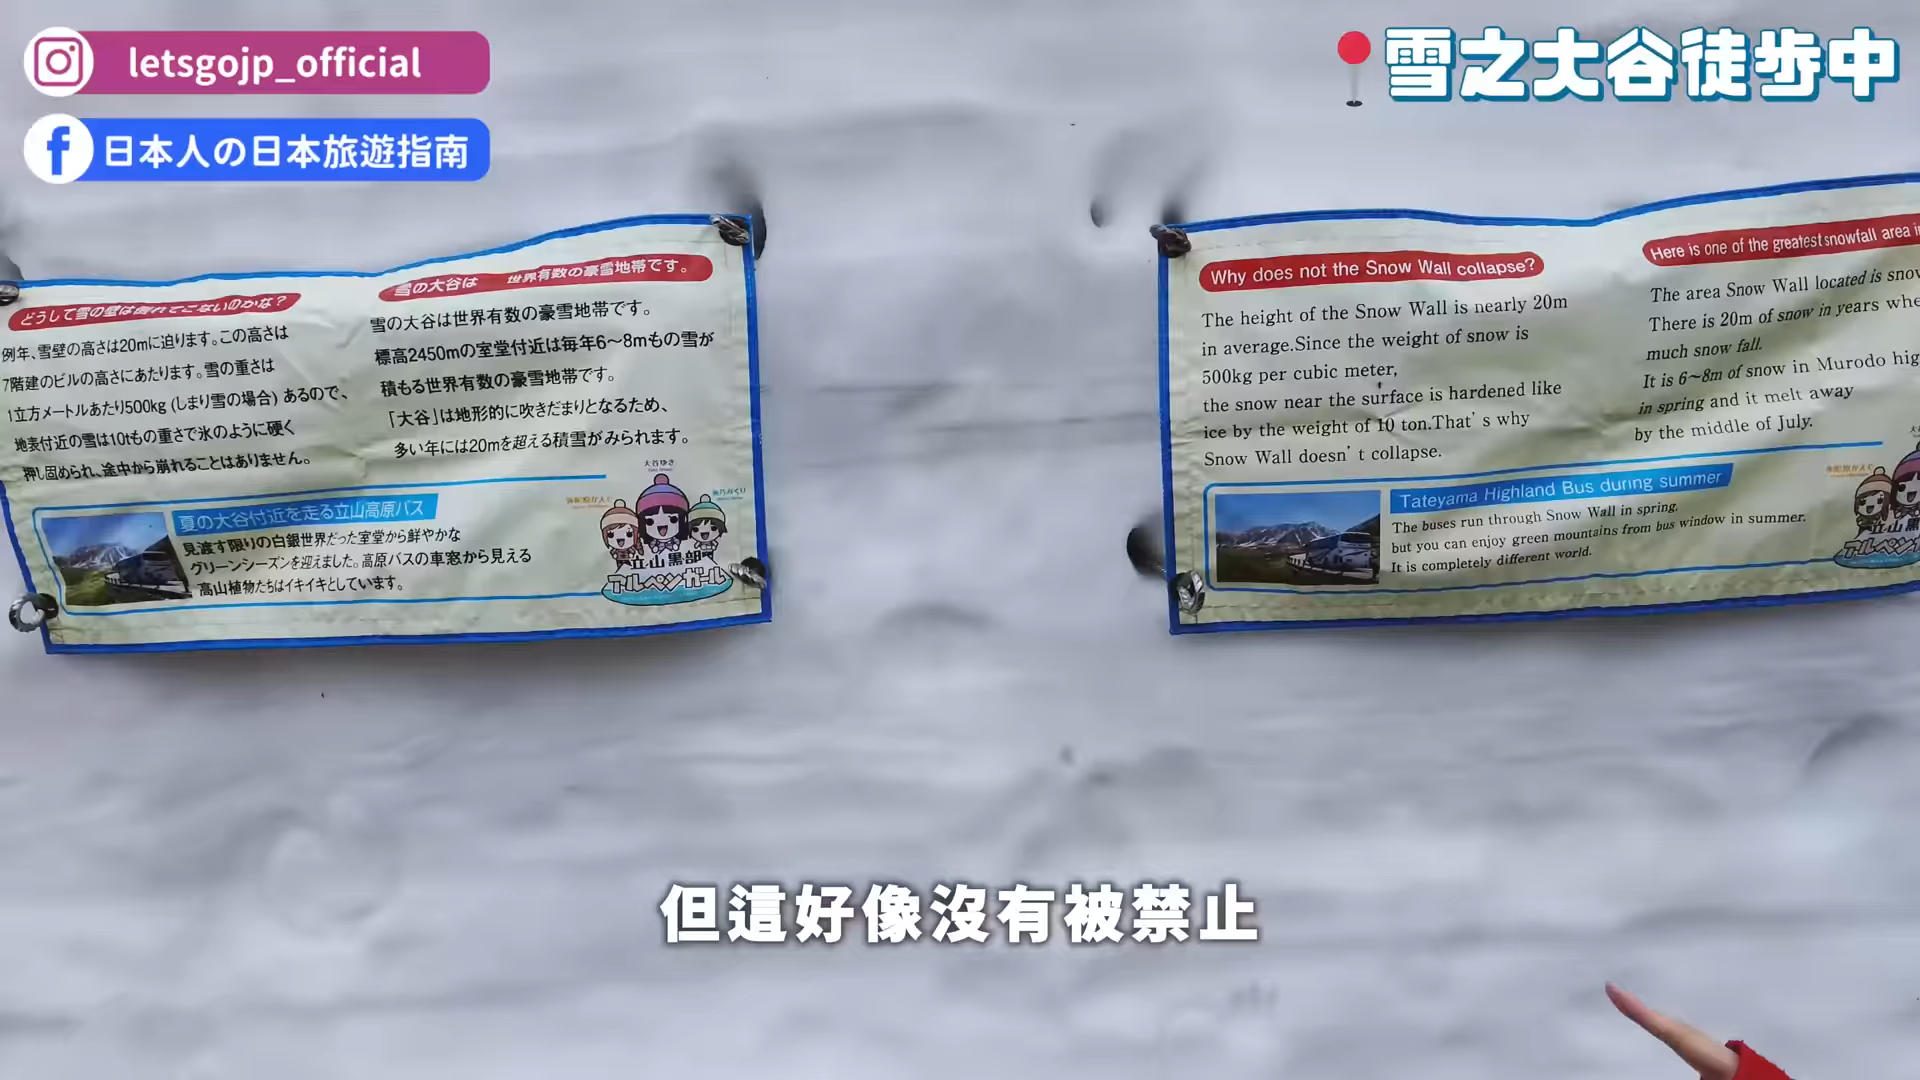 letsgojp_official
日本人の日本旅遊指南
雪之大谷徒步中
どうして雪の壁は倒れてこないのかな？
例年、雪壁の高さは20mに迫ります。この高さは
7階建のビルの高さにあたります。雪の重さは
1立方メートルあたり500kg (しまり雪の場合) あるので、
地表付近の雪は10tもの重さで氷のように硬く
押し固められ、途中から崩れることはありません。
雪の大谷は 世界有数の豪雪地帯です。
雪の大谷は世界有数の豪雪地帯です。
標高2450mの室堂付近は毎年6〜8mもの雪が
積もる世界有数の豪雪地帯です。
「大谷」は地形的に吹きだまりとなるため、
多い年には20mを超える積雪がみられます。
夏の大谷付近を走る立山高原バス
見渡す限りの白銀世界だった室堂から鮮やかな
グリーンシーズンを迎えました。高原バスの車窓から見える
高山植物たちはイキイキとしています。
大谷ゆき
立山黒部
アルペンガール
Why does not the Snow Wall collapse?
The height of the Snow Wall is nearly 20m
in average.Since the weight of snow is
500kg per cubic meter,
the snow near the surface is hardened like
ice by the weight of 10 ton.That's why
Snow Wall doesn't collapse.
Here is one of the greatest snowfall area
The area Snow Wall located is
There is 20m of snow in years
much snow fall.
It is 6〜8m of snow in Murodo
in spring and it melt away
by the middle of July.
Tateyama Highland Bus during summer
The buses run through Snow Wall in spring,
but you can enjoy green mountains from bus window in summer.
It is completely different world.
立山黒
アルペン
但這好像沒有被禁止